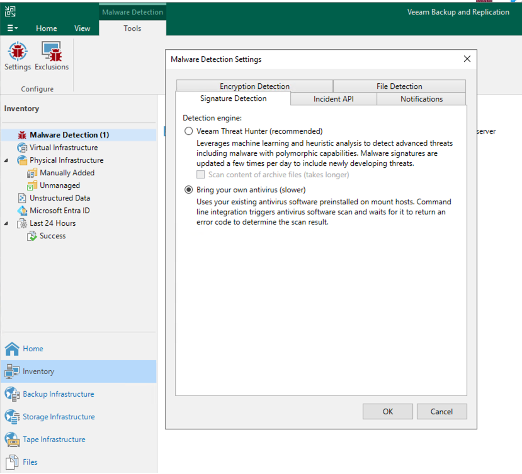 Malware Detection
Veeam Backup and Replication
Home
View
Tools
Settings
Exclusions
Configure
Inventory
Malware Detection (1)
Virtual Infrastructure
Physical Infrastructure
Manually Added
Unmanaged
Unstructured Data
Microsoft Entra ID
Last 24 Hours
Success
Home
Inventory
Backup Infrastructure
Storage Infrastructure
Tape Infrastructure
Files
Malware Detection Settings
Encryption Detection
File Detection
Signature Detection
Incident API
Notifications
Detection engine:
Veeam Threat Hunter (recommended)
Leverages machine learning and heuristic analysis to detect advanced threats
including malware with polymorphic capabilities. Malware signatures are
updated a few times per day to include newly developing threats.
Scan content of archive files (takes longer)
Bring your own antivirus (slower)
Uses your existing antivirus software preinstalled on mount hosts. Command
line integration triggers antivirus software scan and waits for it to return an
error code to determine the scan result.
OK
Cancel
server